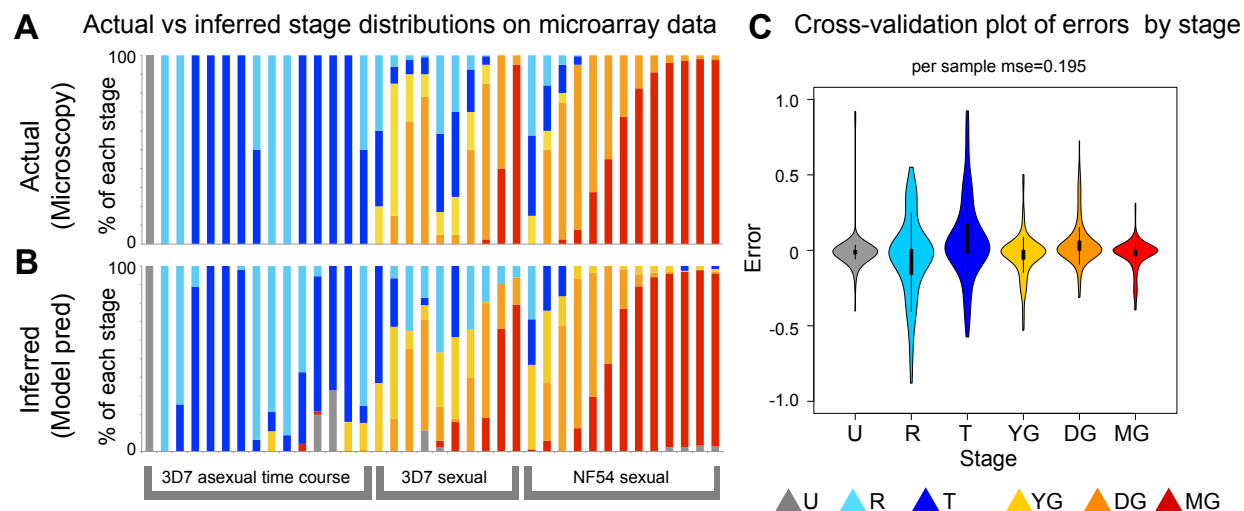 A Actual vs inferred stage distributions on microarray data
Actual
(Microscopy)
% of each stage
100
0
B
Inferred
(Model pred)
% of each stage
100
0
3D7 asexual time course
3D7 sexual
NF54 sexual
C Cross-validation plot of errors by stage
per sample mse=0.195
Error
1.0
0.5
0
-0.5
-1.0
U R T YG DG MG
Stage
U R T YG DG MG